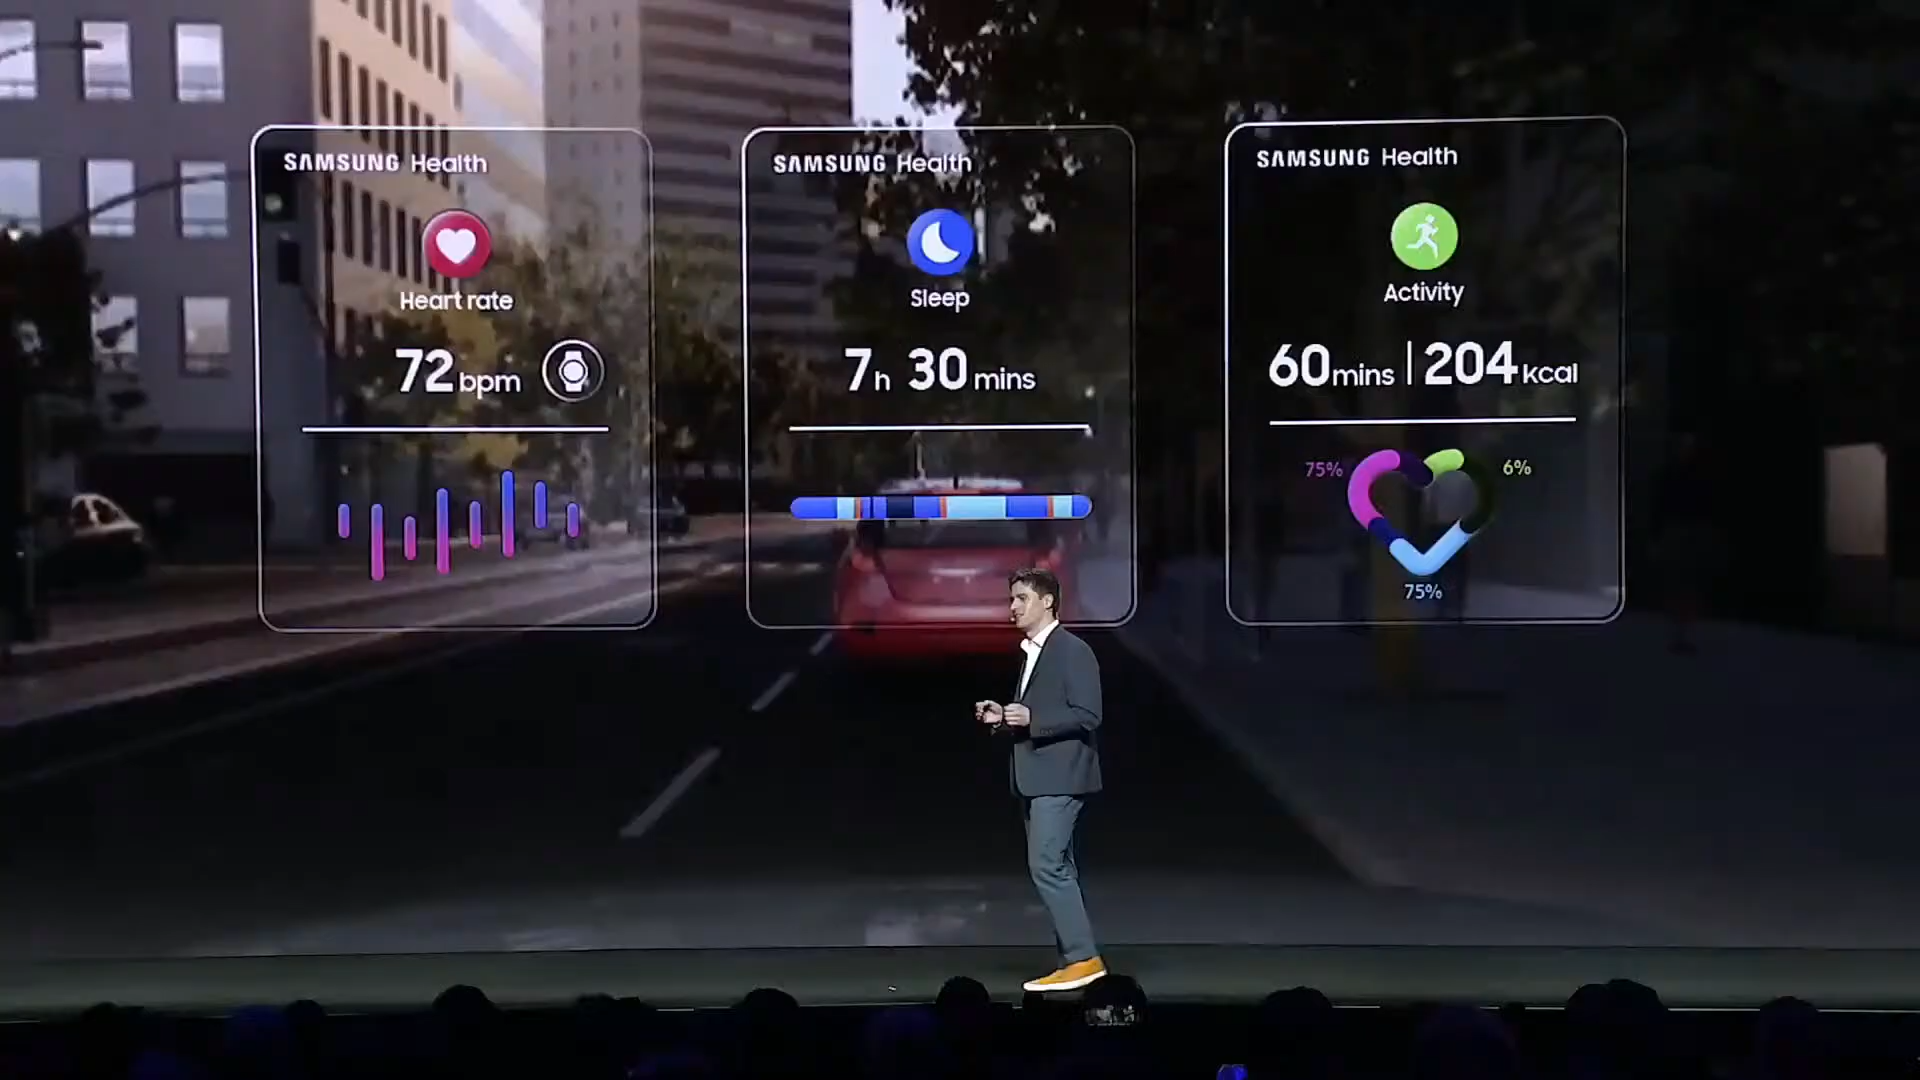 SAMSUNG Health
Heart rate
72 bpm
SAMSUNG Health
Sleep
7h 30 mins
SAMSUNG Health
Activity
60 mins | 204 kcal
75%
6%
75%